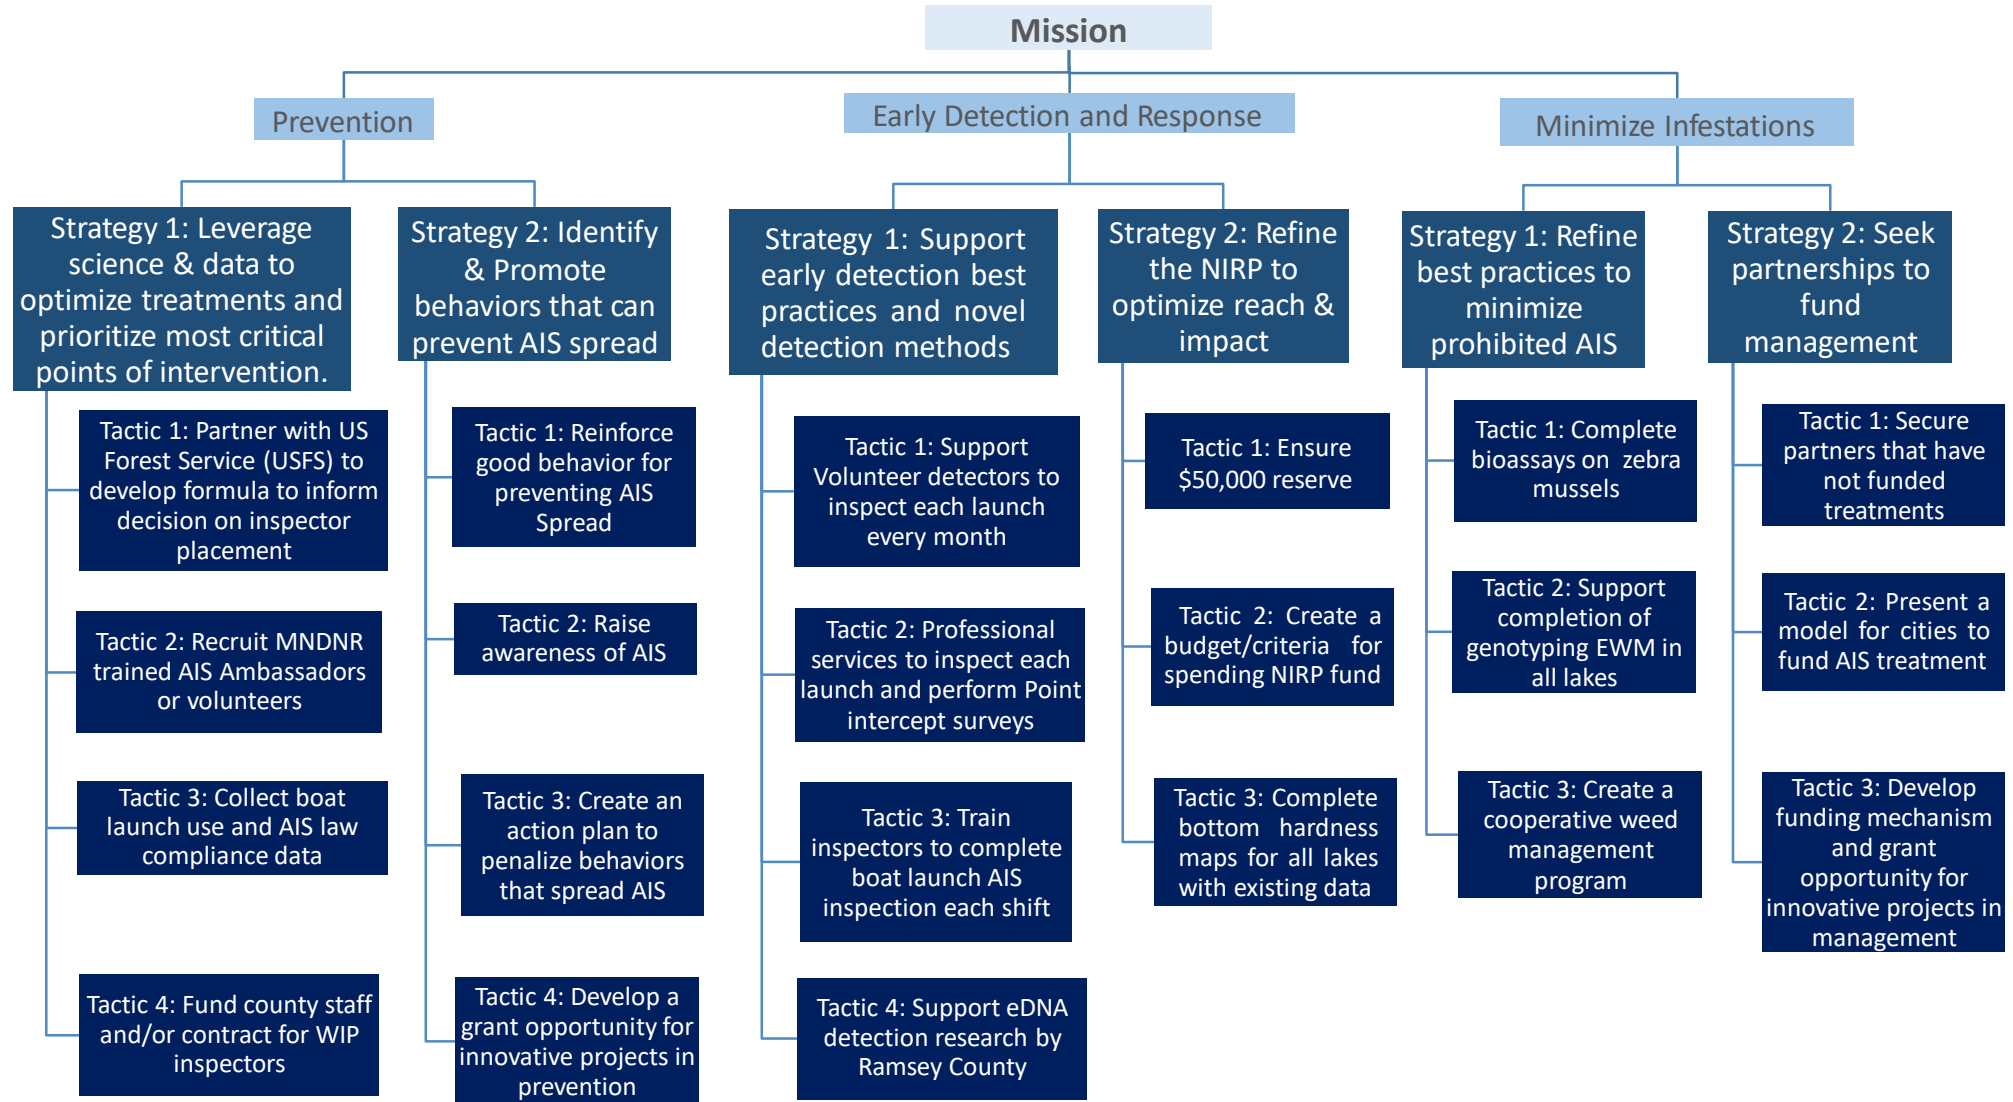 Mission
Prevention
Early Detection and Response
Minimize Infestations
Strategy 1: Leverage
science & data to
optimize treatments and
prioritize most critical
points of intervention.
Tactic 1: Partner with US
Forest Service (USFS) to
develop formula to inform
decision on inspector
placement
Tactic 2: Recruit MNDNR
trained AIS Ambassadors
or volunteers
Tactic 3: Collect boat
launch use and AIS law
compliance data
Tactic 4: Fund county staff
and/or contract for WIP
inspectors
Strategy 2: Identify
& Promote
behaviors that can
prevent AIS spread
Tactic 1: Reinforce
good behavior for
preventing AIS
Spread
Tactic 2: Raise
awareness of AIS
Tactic 3: Create an
action plan to
penalize behaviors
that spread AIS
Tactic 4: Develop a
grant opportunity for
innovative projects in
prevention
Strategy 1: Support
early detection best
practices and novel
detection methods
Tactic 1: Support
Volunteer detectors to
inspect each launch
every month
Tactic 2: Professional
services to inspect each
launch and perform Point
intercept surveys
Tactic 3: Train
inspectors to complete
boat launch AIS
inspection each shift
Tactic 4: Support eDNA
detection research by
Ramsey County
Strategy 2: Refine
the NIRP to
optimize reach &
impact
Tactic 1: Ensure
$50,000 reserve
Tactic 2: Create a
budget/criteria for
spending NIRP fund
Tactic 3: Complete
bottom hardness
maps for all lakes
with existing data
Strategy 1: Refine
best practices to
minimize
prohibited AIS
Tactic 1: Complete
bioassays on zebra
mussels
Tactic 2: Support
completion of
genotyping EWM in
all lakes
Tactic 3: Create a
cooperative weed
management
program
Strategy 2: Seek
partnerships to
fund
management
Tactic 1: Secure
partners that have
not funded
treatments
Tactic 2: Present a
model for cities to
fund AIS treatment
Tactic 3: Develop
funding mechanism
and grant
opportunity for
innovative projects in
management